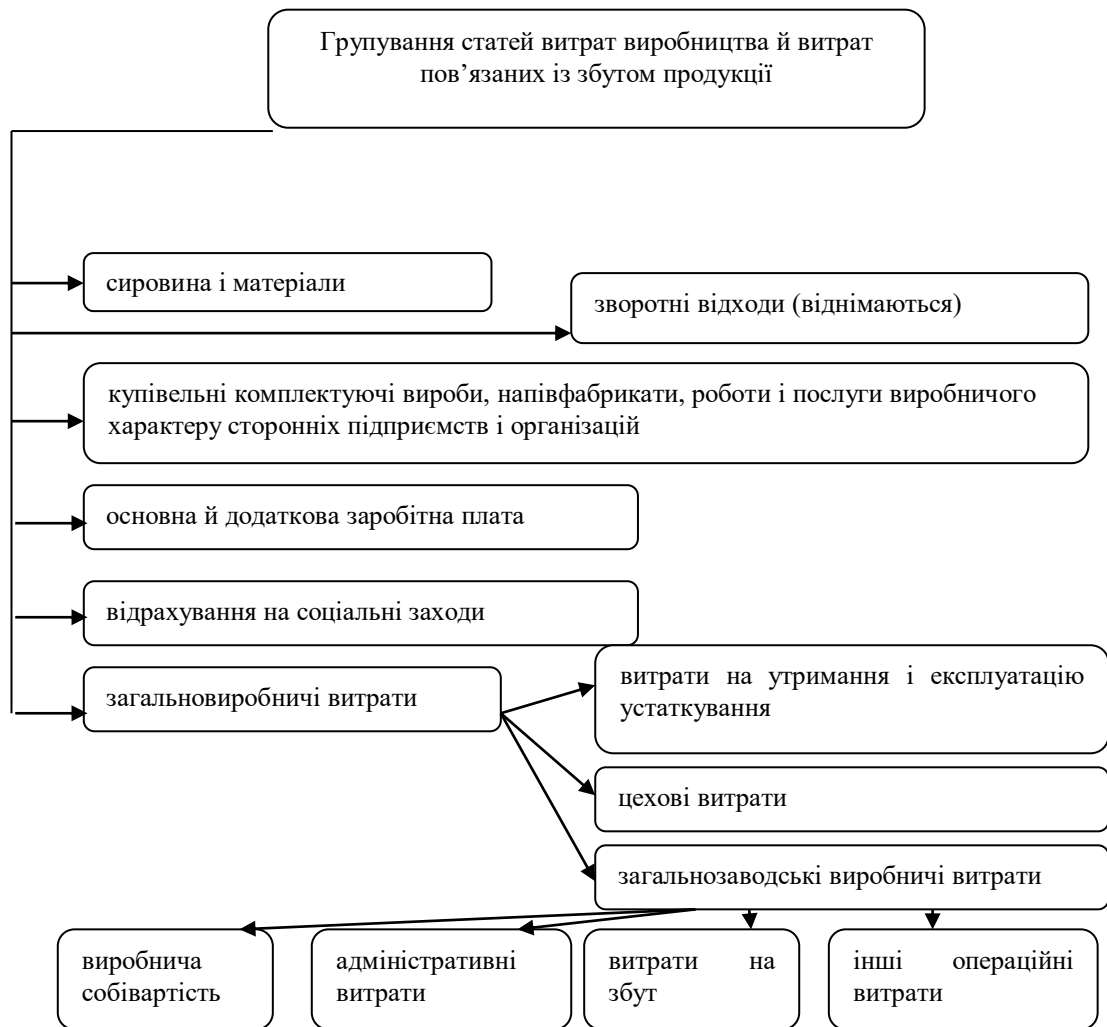 Групування статей витрат виробництва й витрат
пов’язаних із збутом продукції
сировина і матеріали
зворотні відходи (віднімаються)
купівельні комплектуючі вироби, напівфабрикати, роботи і послуги виробничого
характеру сторонніх підприємств і організацій
основна й додаткова заробітна плата
відрахування на соціальні заходи
загальновиробничі витрати
витрати на утримання і експлуатацію
устаткування
цехові витрати
загальнозаводські виробничі витрати
виробнича
собівартість
адміністративні
витрати
витрати на
збут
інші операційні
витрати